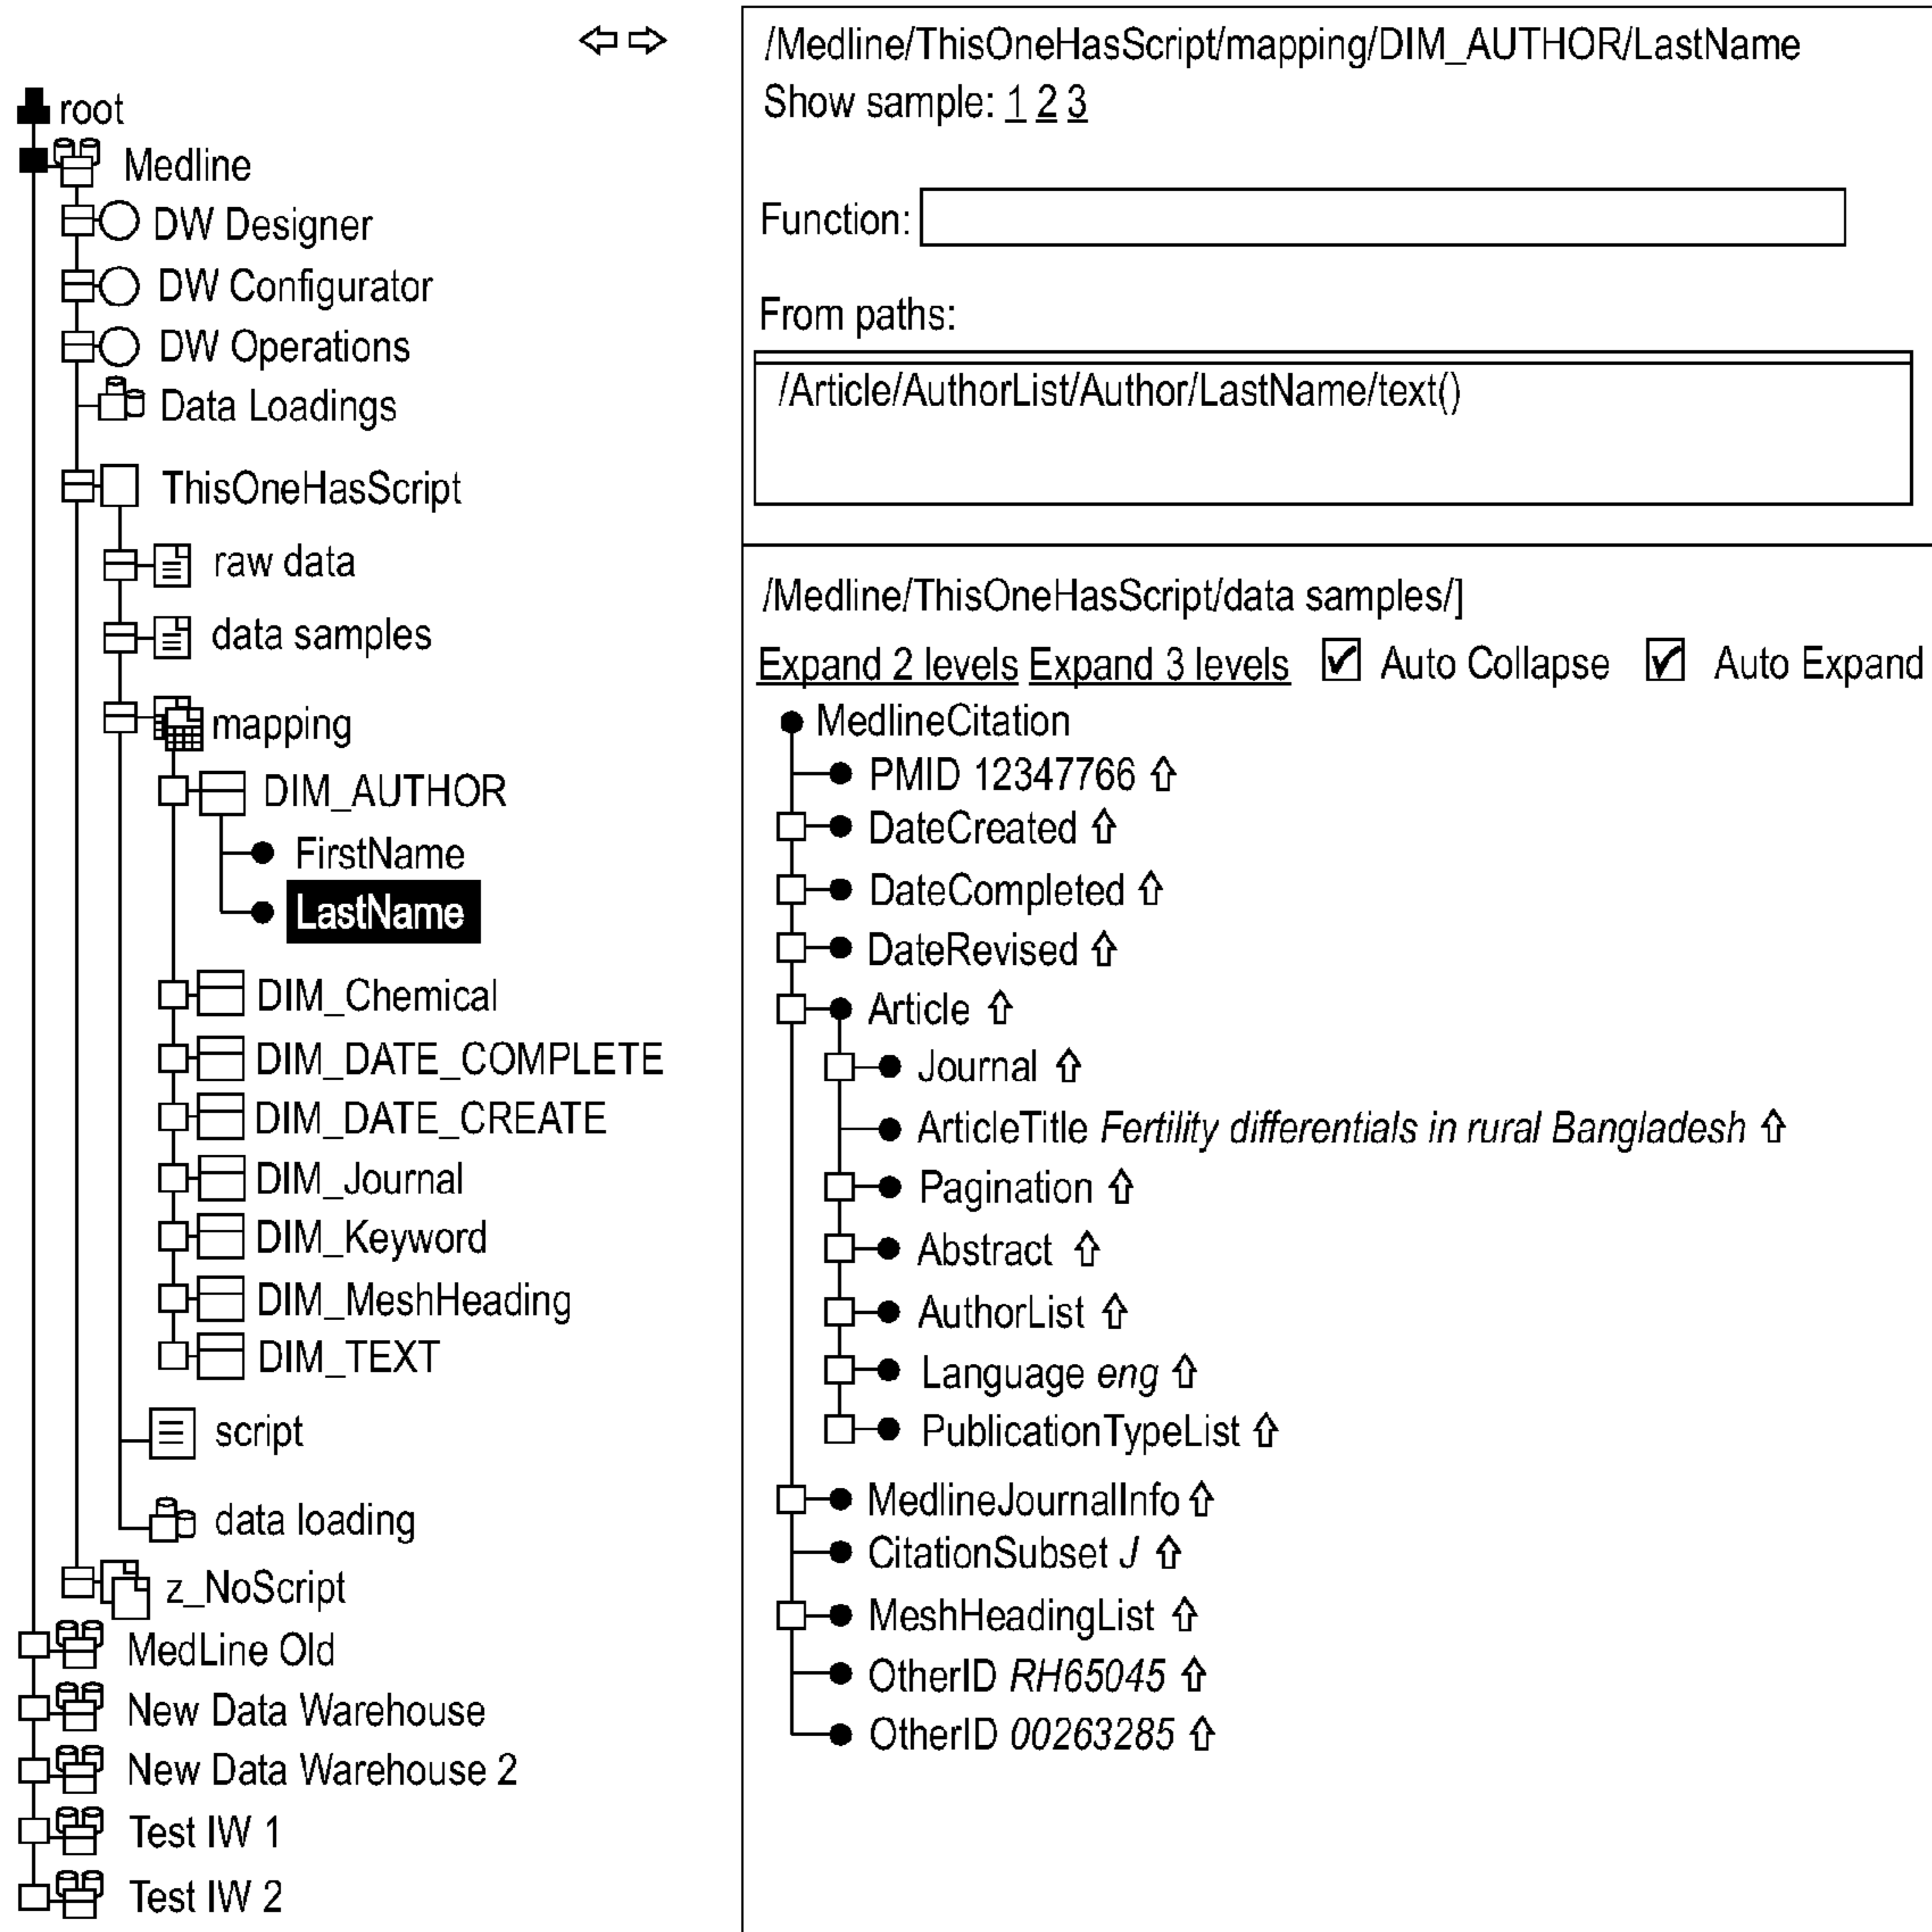 root
Medline
DW Designer
DW Configurator
DW Operations
Data Loadings
ThisOneHasScript
raw data
data samples
mapping
DIM_AUTHOR
FirstName
LastName
DIM_Chemical
DIM_DATE_COMPLETE
DIM_DATE_CREATE
DIM_Journal
DIM_Keyword
DIM_MeshHeading
DIM_TEXT
script
data loading
z_NoScript
MedLine Old
New Data Warehouse
New Data Warehouse 2
Test IW 1
Test IW 2
/Medline/ThisOneHasScript/mapping/DIM_AUTHOR/LastName
Show sample: 1 2 3
Function:
From paths:
/Article/AuthorList/Author/LastName/text()
/Medline/ThisOneHasScript/data samples/]
Expand 2 levels Expand 3 levels Auto Collapse Auto Expand
MedlineCitation
PMID 12347766
DateCreated
DateCompleted
DateRevised
Article
Journal
ArticleTitle Fertility differentials in rural Bangladesh
Pagination
Abstract
AuthorList
Language eng
PublicationTypeList
MedlineJournalInfo
CitationSubset J
MeshHeadingList
OtherID RH65045
OtherID 00263285